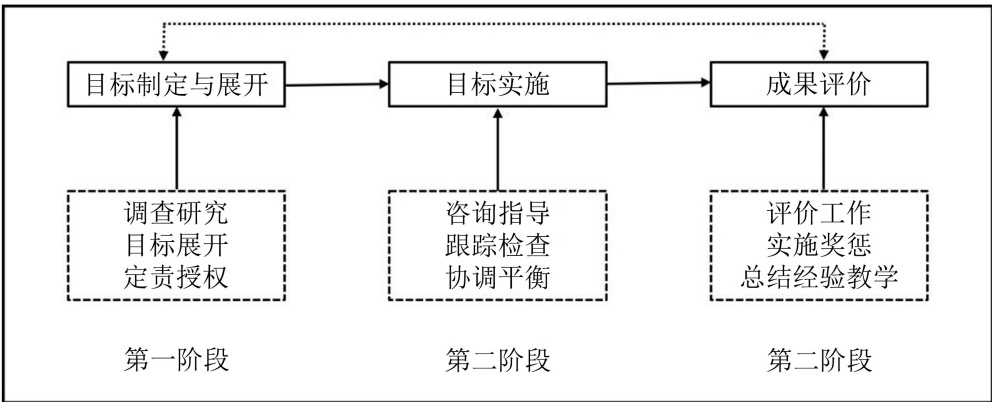 目标制定与展开
目标实施
成果评价
调查研究
目标展开
定责授权
咨询指导
跟踪检查
协调平衡
评价工作
实施奖惩
总结经验教学
第一阶段
第二阶段
第二阶段